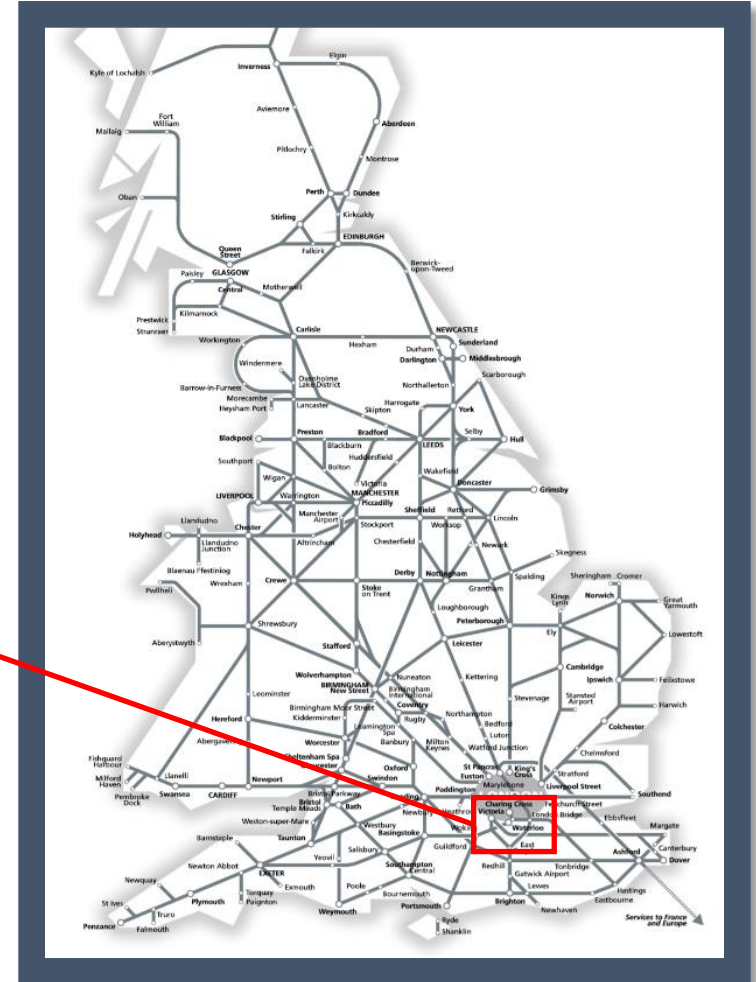 Elgin
Inverness
Kyle of Lochalsh
Aviemore
Fort
William
Aberdeen
Mallaig
Pitlochry
Montrose
Perth
Dundee
Oban
Stirling
Kirkcaldy
EDINBURGH
Queen
Street
Falkirk
Berwick-
upon-Tweed
Paisley
GLASGOW
Central
Motherwell
Prestwick
Kilmarnock
Stranraer
Carlisle
NEWCASTLE
Workington
Hexham
Durham
Sunderland
Darlington
Middlesbrough
Windermere
Scarborough
Oxenholme
Lake District
Northallerton
Barrow-in-Furness
Morecambe
Lancaster
Harrogate
Heysham Port
Skipton
York
Blackpool
Preston
Bradford
Selby
Hull
Blackburn
LEEDS
Southport
Huddersfield
Bolton
Wakefield
Wigan
Victoria
Doncaster
LIVERPOOL
Warrington
MANCHESTER
Piccadilly
Grimsby
Manchester
Airport
Sheffield
Retford
Lincoln
Llandudno
Stockport
Worksop
Holyhead
Chester
Llandudno
Junction
Altrincham
Chesterfield
Newark
Skegness
Blaenau Ffestiniog
Derby
Nottingham
Spalding
Sheringham
Cromer
Pwllheli
Wrexham
Crewe
Stoke
on Trent
Grantham
Kings
Lynn
Norwich
Great
Yarmouth
Loughborough
Peterborough
Shrewsbury
Ely
Lowestoft
Aberystwyth
Stafford
Leicester
Cambridge
Wolverhampton
Nuneaton
Kettering
Ipswich
Felixstowe
BIRMINGHAM
New Street
Birmingham
International
Leominster
Coventry
Stevenage
Stansted
Airport
Harwich
Birmingham Moor Street
Kidderminster
Rugby
Northampton
Hereford
Leamington
Spa
Bedford
Colchester
Abergavenny
Worcester
Banbury
Milton
Keynes
Luton
Chelmsford
Cheltenham Spa
Watford Junction
Fishguard
Harbour
Gloucester
Oxford
St Pancras
King's
Cross
Euston
Stratford
Milford
Haven
Llanelli
Newport
Swindon
Marylebone
Liverpool Street
Pembroke
Dock
Swansea
CARDIFF
Bristol Parkway
Reading
Paddington
Southend
Bristol
Temple Meads
Bath
Newbury
Heathrow
Charing Cross
Fenchurch Street
Victoria
London Bridge
Ebbsfleet
Weston-super-Mare
Westbury
Waterloo
Margate
Barnstaple
Taunton
Basingstoke
Woking
Canterbury
Salisbury
Guildford
East
Ashford
Dover
Newton Abbot
Yeovil
Redhill
Tonbridge
EXETER
Southampton
Central
Gatwick Airport
Newquay
Exmouth
Poole
Lewes
Hastings
Torquay
Bournemouth
Eastbourne
St Ives
Plymouth
Paignton
Portsmouth
Brighton
Newhaven
Truro
Weymouth
Ryde
Services to France
and Europe
Penzance
Falmouth
Shanklin